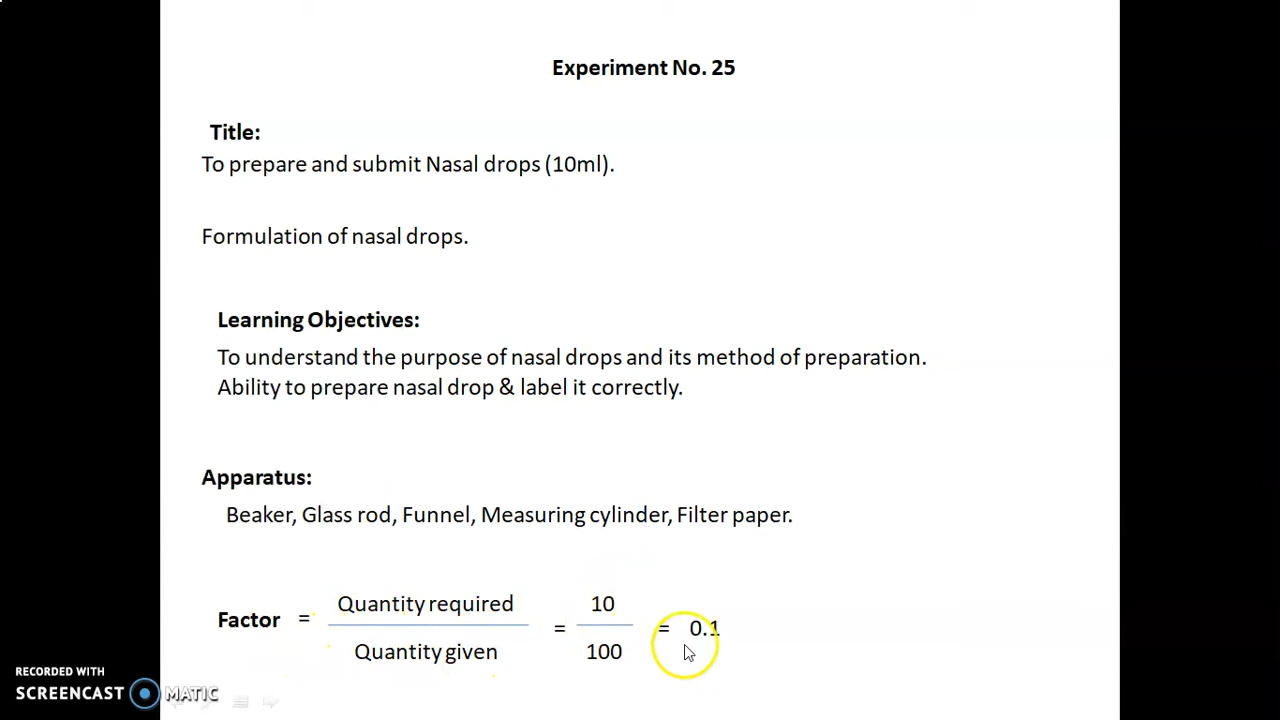 Experiment No. 25
Title:
To prepare and submit Nasal drops (10ml).
Formulation of nasal drops.
Learning Objectives:
To understand the purpose of nasal drops and its method of preparation.
Ability to prepare nasal drop & label it correctly.
Apparatus:
Beaker, Glass rod, Funnel, Measuring cylinder, Filter paper.
Factor = Quantity required / Quantity given = 10 / 100 = 0.1
RECORDED WITH
SCREENCAST MATIC